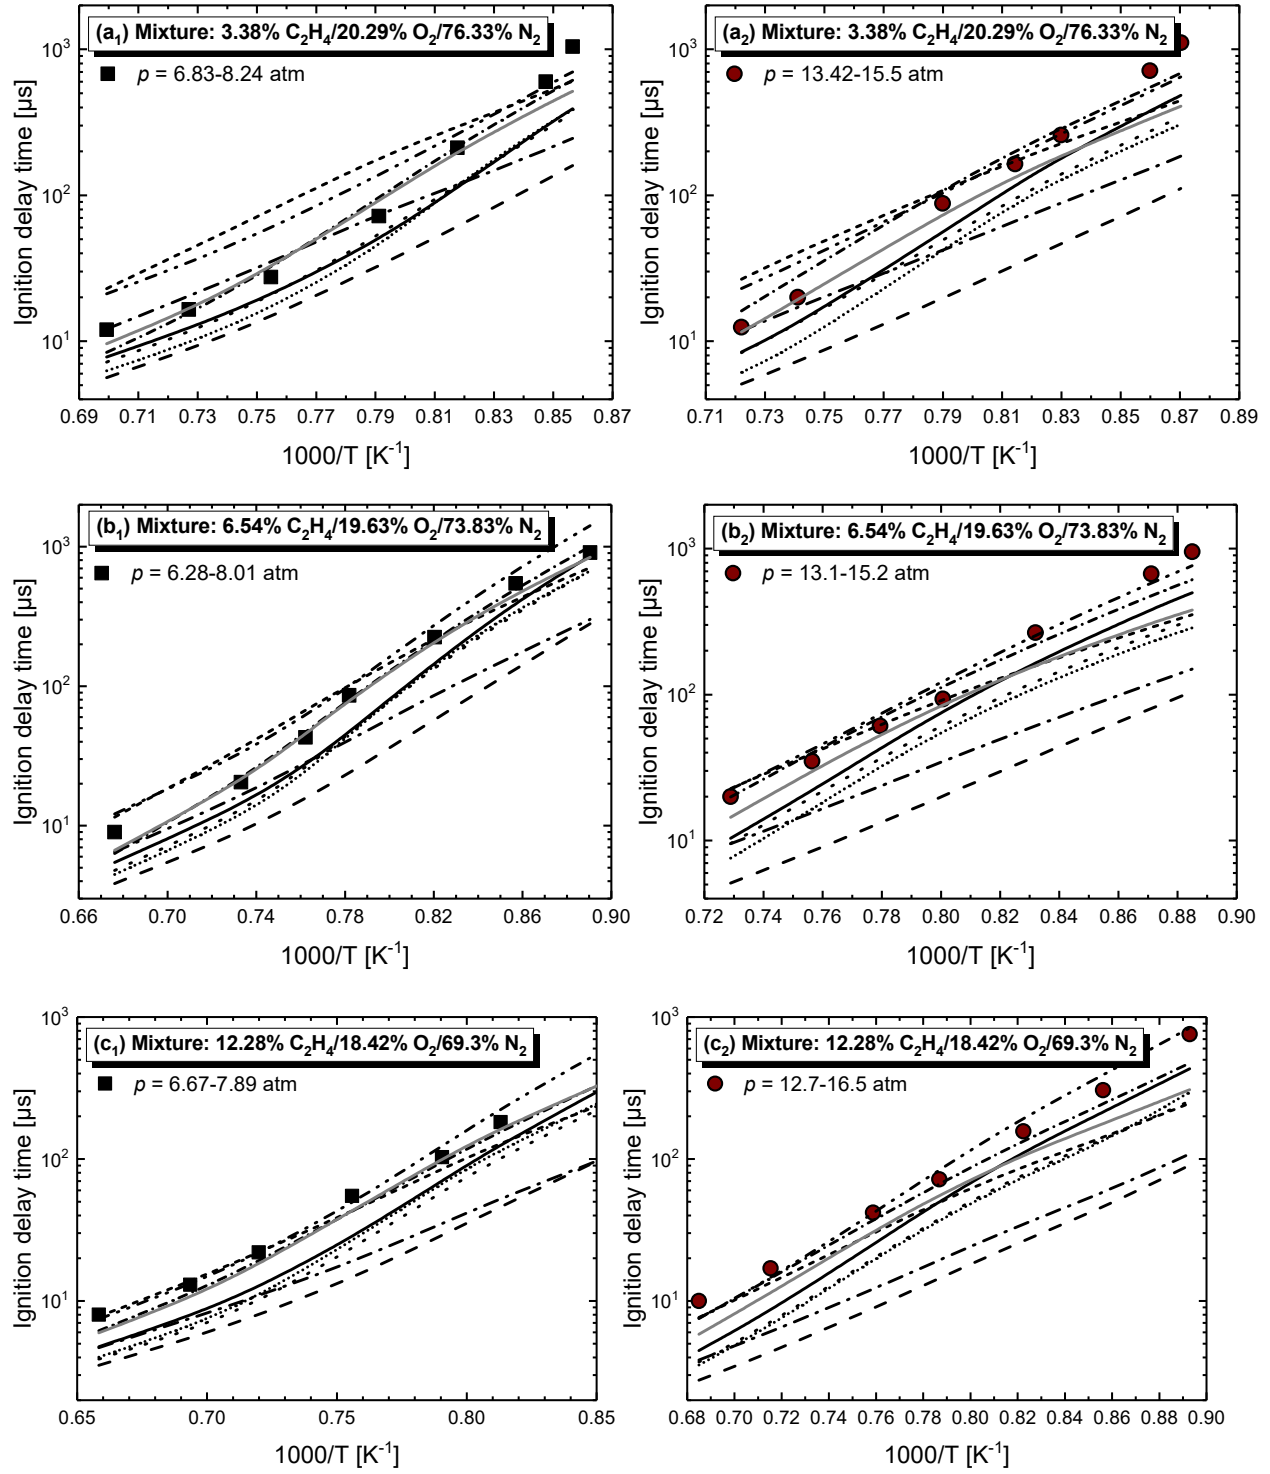 (a₁) Mixture: 3.38% C₂H₄/20.29% O₂/76.33% N₂
p = 6.83-8.24 atm
Ignition delay time [µs]
10³
10²
10¹
0.69 0.71 0.73 0.75 0.77 0.79 0.81 0.83 0.85 0.87
1000/T [K⁻¹]
(a₂) Mixture: 3.38% C₂H₄/20.29% O₂/76.33% N₂
p = 13.42-15.5 atm
Ignition delay time [µs]
10³
10²
10¹
0.71 0.73 0.75 0.77 0.79 0.81 0.83 0.85 0.87 0.89
1000/T [K⁻¹]
(b₁) Mixture: 6.54% C₂H₄/19.63% O₂/73.83% N₂
p = 6.28-8.01 atm
Ignition delay time [µs]
10³
10²
10¹
0.66 0.70 0.74 0.78 0.82 0.86 0.90
1000/T [K⁻¹]
(b₂) Mixture: 6.54% C₂H₄/19.63% O₂/73.83% N₂
p = 13.1-15.2 atm
Ignition delay time [µs]
10³
10²
10¹
0.72 0.74 0.76 0.78 0.80 0.82 0.84 0.86 0.88 0.90
1000/T [K⁻¹]
(c₁) Mixture: 12.28% C₂H₄/18.42% O₂/69.3% N₂
p = 6.67-7.89 atm
Ignition delay time [µs]
10³
10²
10¹
0.65 0.70 0.75 0.80 0.85
1000/T [K⁻¹]
(c₂) Mixture: 12.28% C₂H₄/18.42% O₂/69.3% N₂
p = 12.7-16.5 atm
Ignition delay time [µs]
10³
10²
10¹
0.68 0.70 0.72 0.74 0.76 0.78 0.80 0.82 0.84 0.86 0.88 0.90
1000/T [K⁻¹]